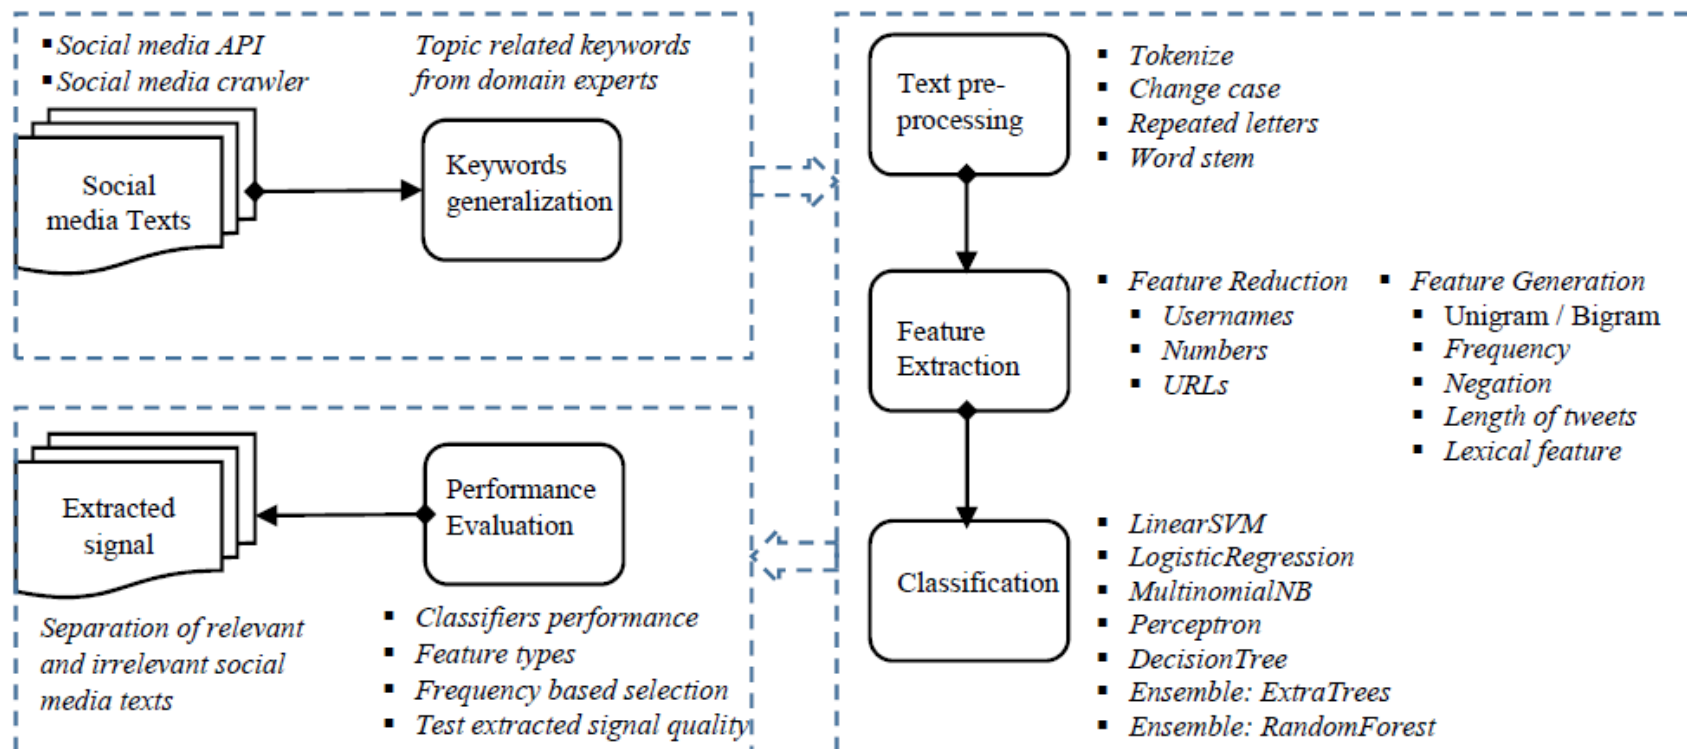 ▪Social media API
▪Social media crawler
Topic related keywords
from domain experts
Social
media Texts
Keywords
generalization
Text pre-
processing
▪ Tokenize
▪ Change case
▪ Repeated letters
▪ Word stem
Feature
Extraction
▪ Feature Reduction
▪ Usernames
▪ Numbers
▪ URLs
▪ Feature Generation
▪ Unigram / Bigram
▪ Frequency
▪ Negation
▪ Length of tweets
▪ Lexical feature
Classification
▪ LinearSVM
▪ LogisticRegression
▪ MultinomialNB
▪ Perceptron
▪ DecisionTree
▪ Ensemble: ExtraTrees
▪ Ensemble: RandomForest
Performance
Evaluation
▪ Classifiers performance
▪ Feature types
▪ Frequency based selection
▪ Test extracted signal quality
Extracted
signal
Separation of relevant
and irrelevant social
media texts